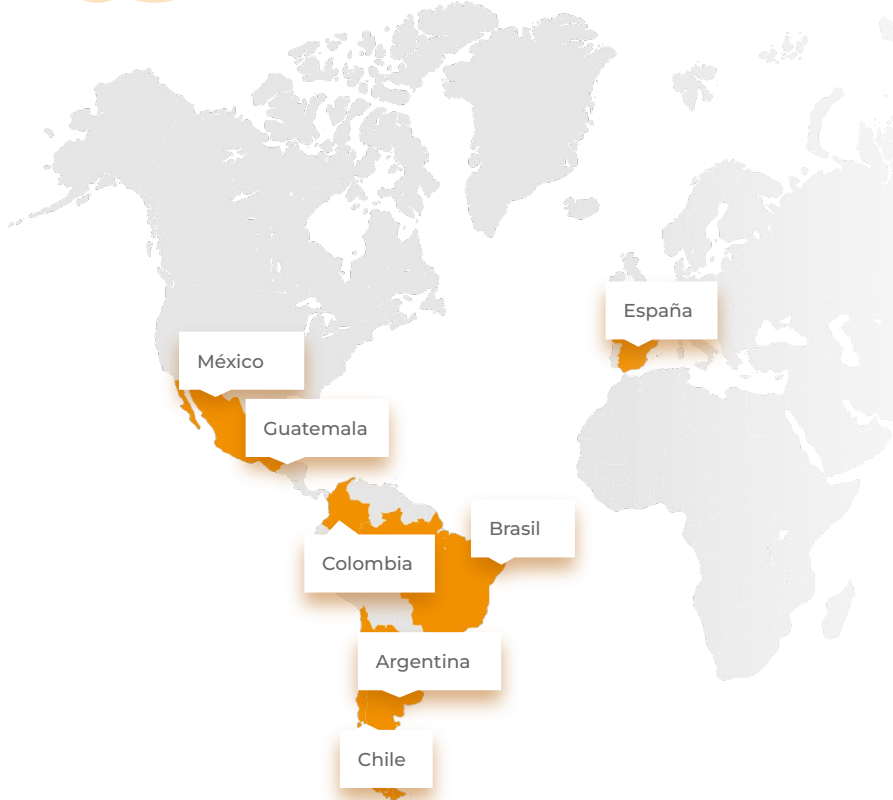 España
México
Guatemala
Brasil
Colombia
Argentina
Chile